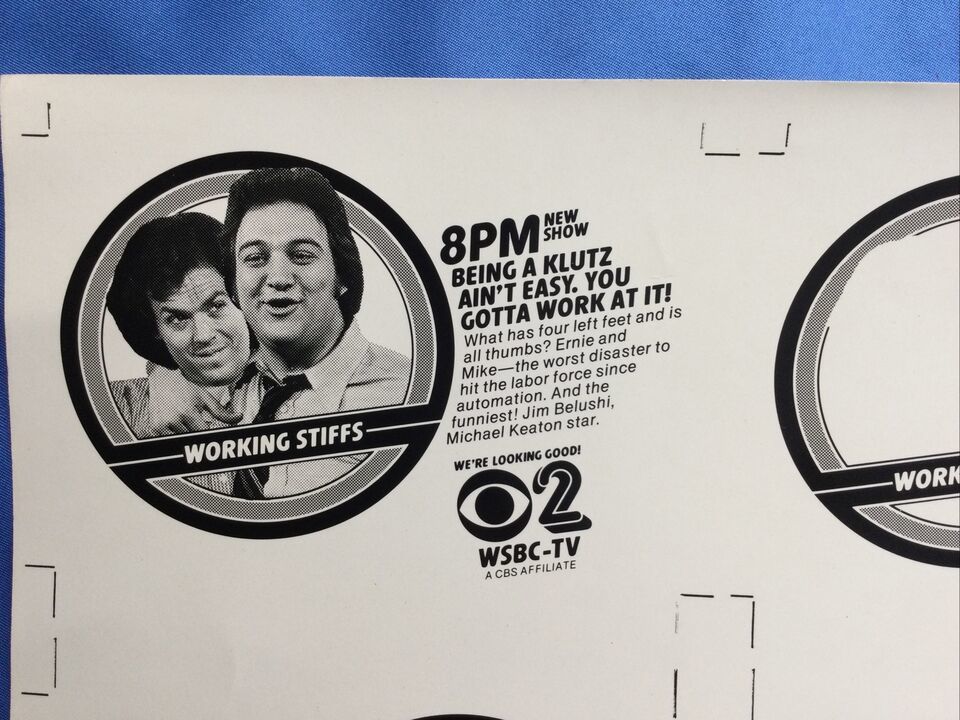 8PM NEW SHOW
BEING A KLUTZ
AIN'T EASY. YOU
GOTTA WORK AT IT!
What has four left feet and is
all thumbs? Ernie and
Mike—the worst disaster to
hit the labor force since
automation. And the
funniest! Jim Belushi,
Michael Keaton star.
WORKING STIFFS
WE'RE LOOKING GOOD!
2
WSBC-TV
A CBS AFFILIATE
WORK